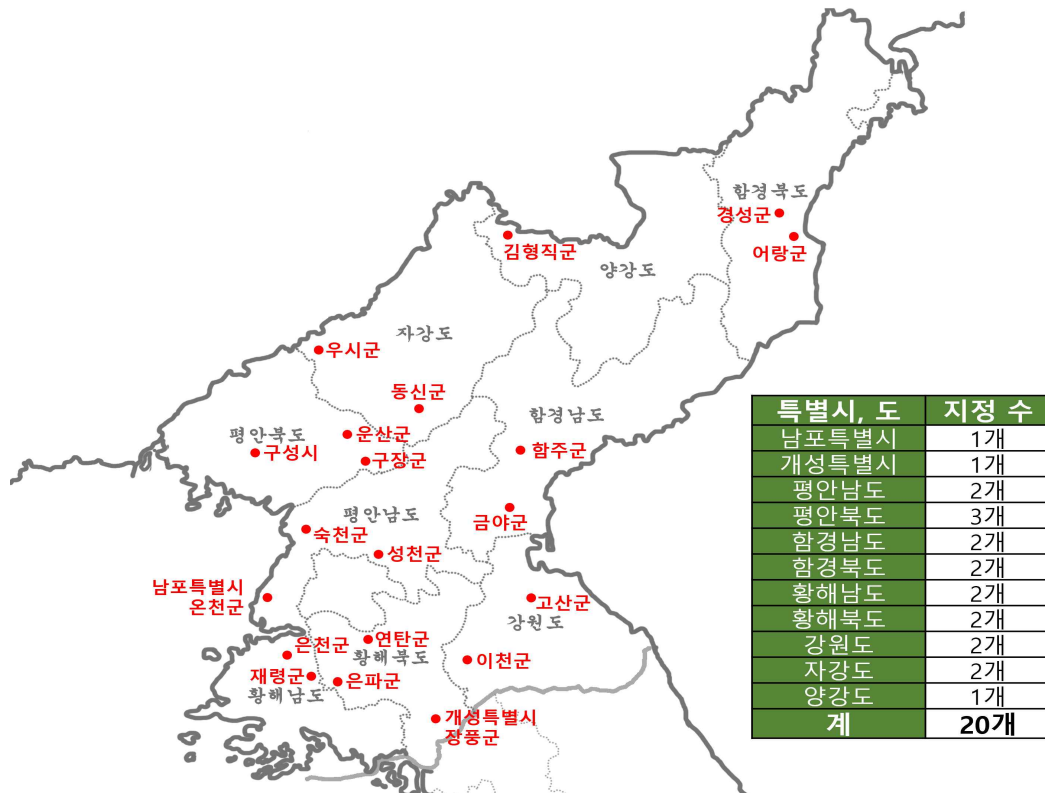 함경북도
경성군
어랑군
김형직군
양강도
자강도
우시군
동신군
함경남도
평안북도
운산군
구성시
구장군
함주군
평안남도
숙천군
금야군
성천군
남포특별시
온천군
고산군
강원도
은천군
연탄군
황해북도
이천군
재령군
은파군
황해남도
개성특별시
장풍군
특별시, 도 지정 수
남포특별시 1개
개성특별시 1개
평안남도 2개
평안북도 3개
함경남도 2개
함경북도 2개
황해남도 2개
황해북도 2개
강원도 2개
자강도 2개
양강도 1개
계 20개